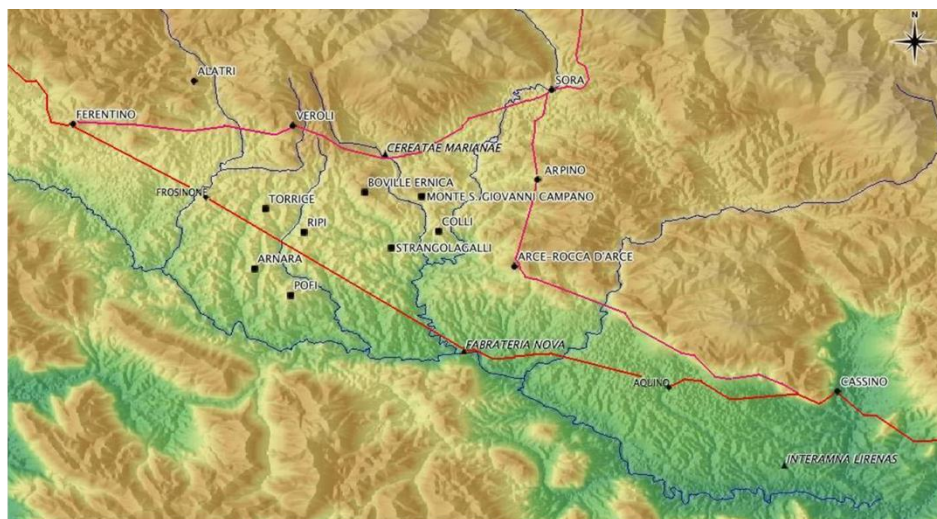 N
SORA
ALATRI
FERENTINO
VEROLI
CEREATAE MARIANAE
ARPINO
FROSINONE
BOVILLE ERNICA
MONTE S. GIOVANNI CAMPANO
TORRICE
RIPI
COLLI
STRANGOLAGALLI
ARNARA
ARCE-ROCCA D'ARCE
POFI
FABRATERIA NOVA
AQUINO
CASSINO
INTERAMNA LIRENAS